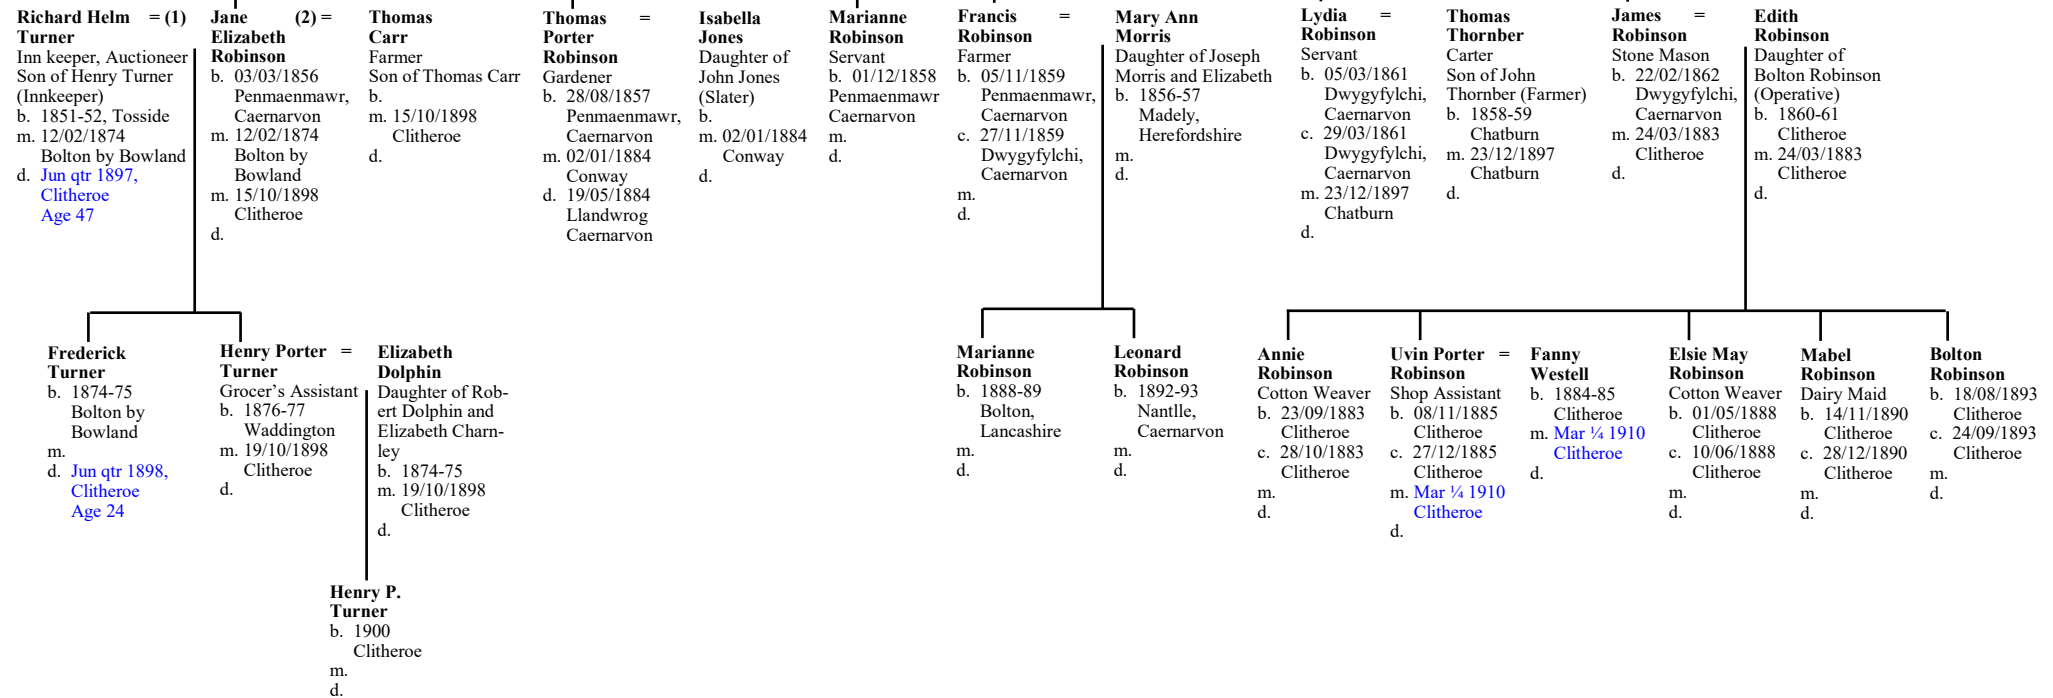 Richard Helm = (1)
Turner
Inn keeper, Auctioneer
Son of Henry Turner
(Innkeeper)
b. 1851-52, Tosside
m. 12/02/1874
Bolton by Bowland
d. Jun qtr 1897,
Clitheroe
Age 47
Jane (2) =
Elizabeth
Robinson
b. 03/03/1856
Penmaenmawr,
Caernarvon
m. 12/02/1874
Bolton by
Bowland
m. 15/10/1898
Clitheroe
d.
Thomas
Carr
Farmer
Son of Thomas Carr
b.
m. 15/10/1898
Clitheroe
d.
Thomas =
Porter
Robinson
Gardener
b. 28/08/1857
Penmaenmawr,
Caernarvon
m. 02/01/1884
Conway
d. 19/05/1884
Llandwrog
Caernarvon
Isabella
Jones
Daughter of
John Jones
(Slater)
b.
m. 02/01/1884
Conway
d.
Marianne
Robinson
Servant
b. 01/12/1858
Penmaenmawr
Caernarvon
m.
d.
Francis =
Robinson
Farmer
b. 05/11/1859
Penmaenmawr,
Caernarvon
c. 27/11/1859
Dwygyfylchi,
Caernarvon
m.
d.
Mary Ann
Morris
Daughter of Joseph
Morris and Elizabeth
b. 1856-57
Madely,
Herefordshire
m.
d.
Lydia =
Robinson
Servant
b. 05/03/1861
Dwygyfylchi,
Caernarvon
c. 29/03/1861
Dwygyfylchi,
Caernarvon
m. 23/12/1897
Chatburn
d.
Thomas
Thornber
Carter
Son of John
Thornber (Farmer)
b. 1858-59
Chatburn
m. 23/12/1897
Chatburn
d.
James =
Robinson
Stone Mason
b. 22/02/1862
Dwygyfylchi,
Caernarvon
m. 24/03/1883
Clitheroe
d.
Edith
Robinson
Daughter of
Bolton Robinson
(Operative)
b. 1860-61
Clitheroe
m. 24/03/1883
Clitheroe
d.
Frederick
Turner
b. 1874-75
Bolton by
Bowland
m.
d. Jun qtr 1898,
Clitheroe
Age 24
Henry Porter =
Turner
Grocer's Assistant
b. 1876-77
Waddington
m. 19/10/1898
Clitheroe
d.
Elizabeth
Dolphin
Daughter of Rob-
ert Dolphin and
Elizabeth Charn-
ley
b. 1874-75
m. 19/10/1898
Clitheroe
d.
Marianne
Robinson
b. 1888-89
Bolton,
Lancashire
m.
d.
Leonard
Robinson
b. 1892-93
Nantlle,
Caernarvon
m.
d.
Annie
Robinson
Cotton Weaver
b. 23/09/1883
Clitheroe
c. 28/10/1883
Clitheroe
m.
d.
Uvin Porter =
Robinson
Shop Assistant
b. 08/11/1885
Clitheroe
c. 27/12/1885
Clitheroe
m. Mar ¼ 1910
Clitheroe
d.
Fanny
Westell
b. 1884-85
Clitheroe
m. Mar ¼ 1910
Clitheroe
d.
Elsie May
Robinson
Cotton Weaver
b. 01/05/1888
Clitheroe
c. 10/06/1888
Clitheroe
m.
d.
Mabel
Robinson
Dairy Maid
b. 14/11/1890
Clitheroe
c. 28/12/1890
Clitheroe
m.
d.
Bolton
Robinson
b. 18/08/1893
Clitheroe
c. 24/09/1893
Clitheroe
m.
d.
Henry P.
Turner
b. 1900
Clitheroe
m.
d.